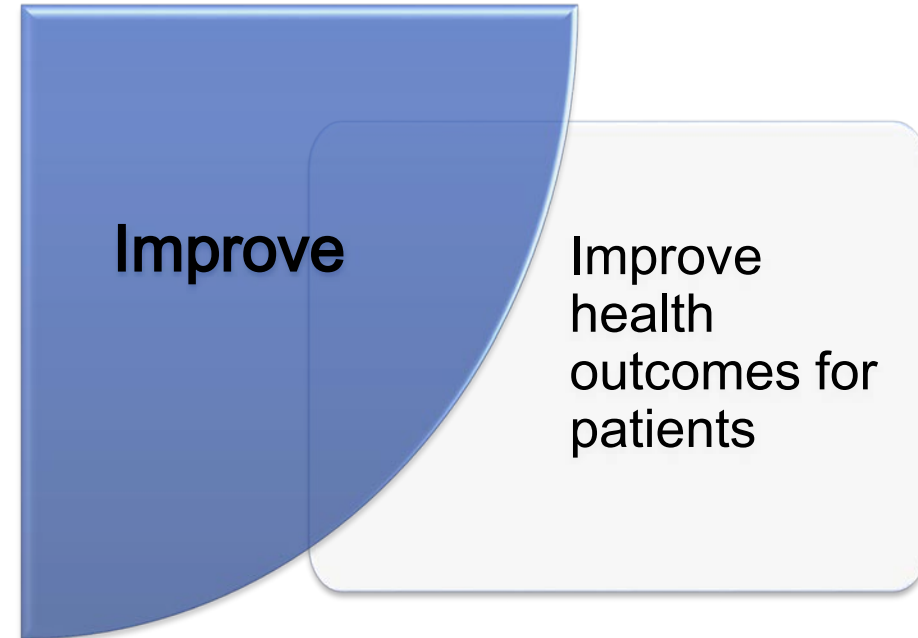 Improve
Improve
health
outcomes for
patients